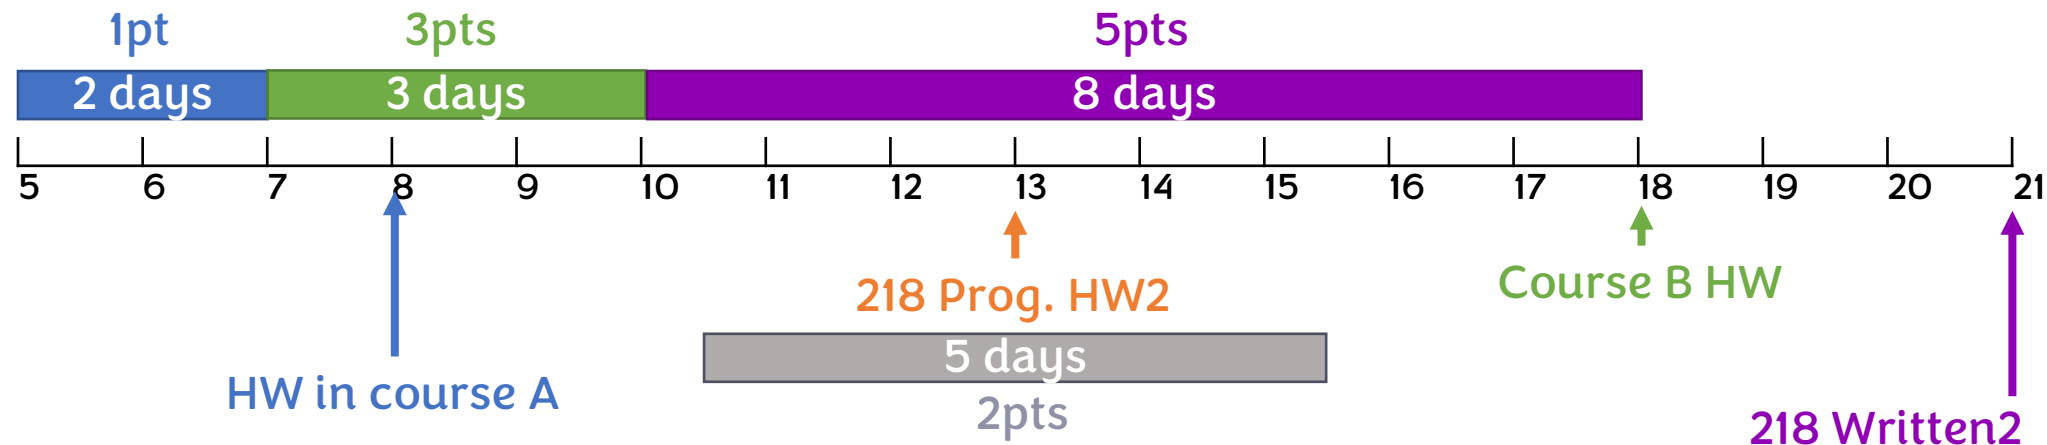 1pt 3pts 5pts
2 days 3 days 8 days
5 6 7 8 9 10 11 12 13 14 15 16 17 18 19 20 21
218 Prog. HW2
Course B HW
5 days
HW in course A
2pts
218 Written2